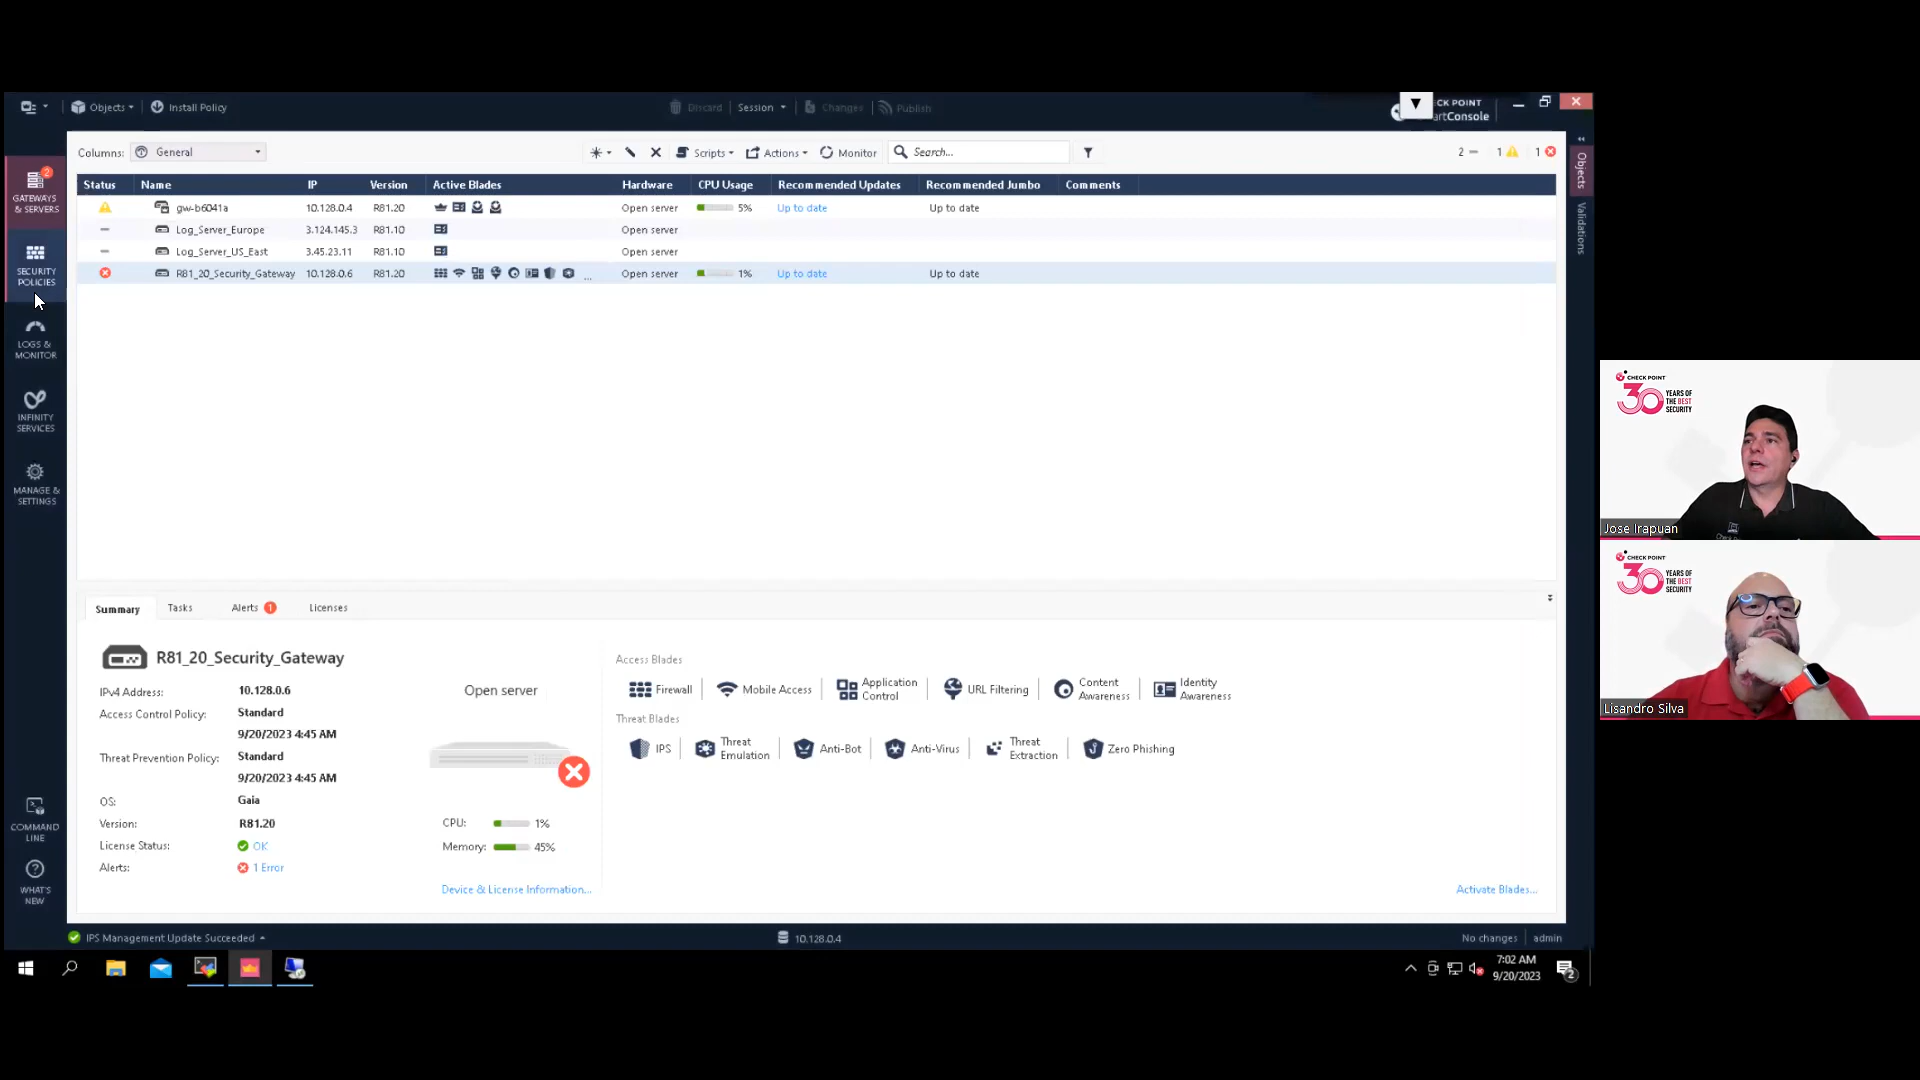 Objects
Install Policy
Discard
Session
Changes
Publish
CK POINT
artConsole
Columns:
General
Scripts
Actions
Monitor
Search...
2
1
1
Status Name IP Version Active Blades Hardware CPU Usage Recommended Updates Recommended Jumbo Comments
gw-b6041a 10.128.0.4 R81.20 Open server 5% Up to date Up to date
Log_Server_Europe 3.124.145.3 R81.10 Open server
Log_Server_US_East 3.45.23.11 R81.10 Open server
R81_20_Security_Gateway 10.128.0.6 R81.20 ... Open server 1% Up to date Up to date
2
GATEWAYS
& SERVERS
SECURITY
POLICIES
LOGS &
MONITOR
INFINITY
SERVICES
MANAGE &
SETTINGS
COMMAND
LINE
WHAT'S
NEW
Objects
Validations
Summary
Tasks
Alerts 1
Licenses
R81_20_Security_Gateway
IPv4 Address: 10.128.0.6
Access Control Policy: Standard
9/20/2023 4:45 AM
Threat Prevention Policy: Standard
9/20/2023 4:45 AM
OS: Gaia
Version: R81.20
License Status: OK
Alerts: 1 Error
Open server
CPU: 1%
Memory: 45%
Device & License Information...
Access Blades
Firewall
Mobile Access
Application
Control
URL Filtering
Content
Awareness
Identity
Awareness
Threat Blades
IPS
Threat
Emulation
Anti-Bot
Anti-Virus
Threat
Extraction
Zero Phishing
Activate Blades...
IPS Management Update Succeeded
10.128.0.4
No changes
admin
7:02 AM
9/20/2023
2
CHECK POINT
30 YEARS OF
THE BEST
SECURITY
Jose Irapuan
CHECK POINT
30 YEARS OF
THE BEST
SECURITY
Lisandro Silva